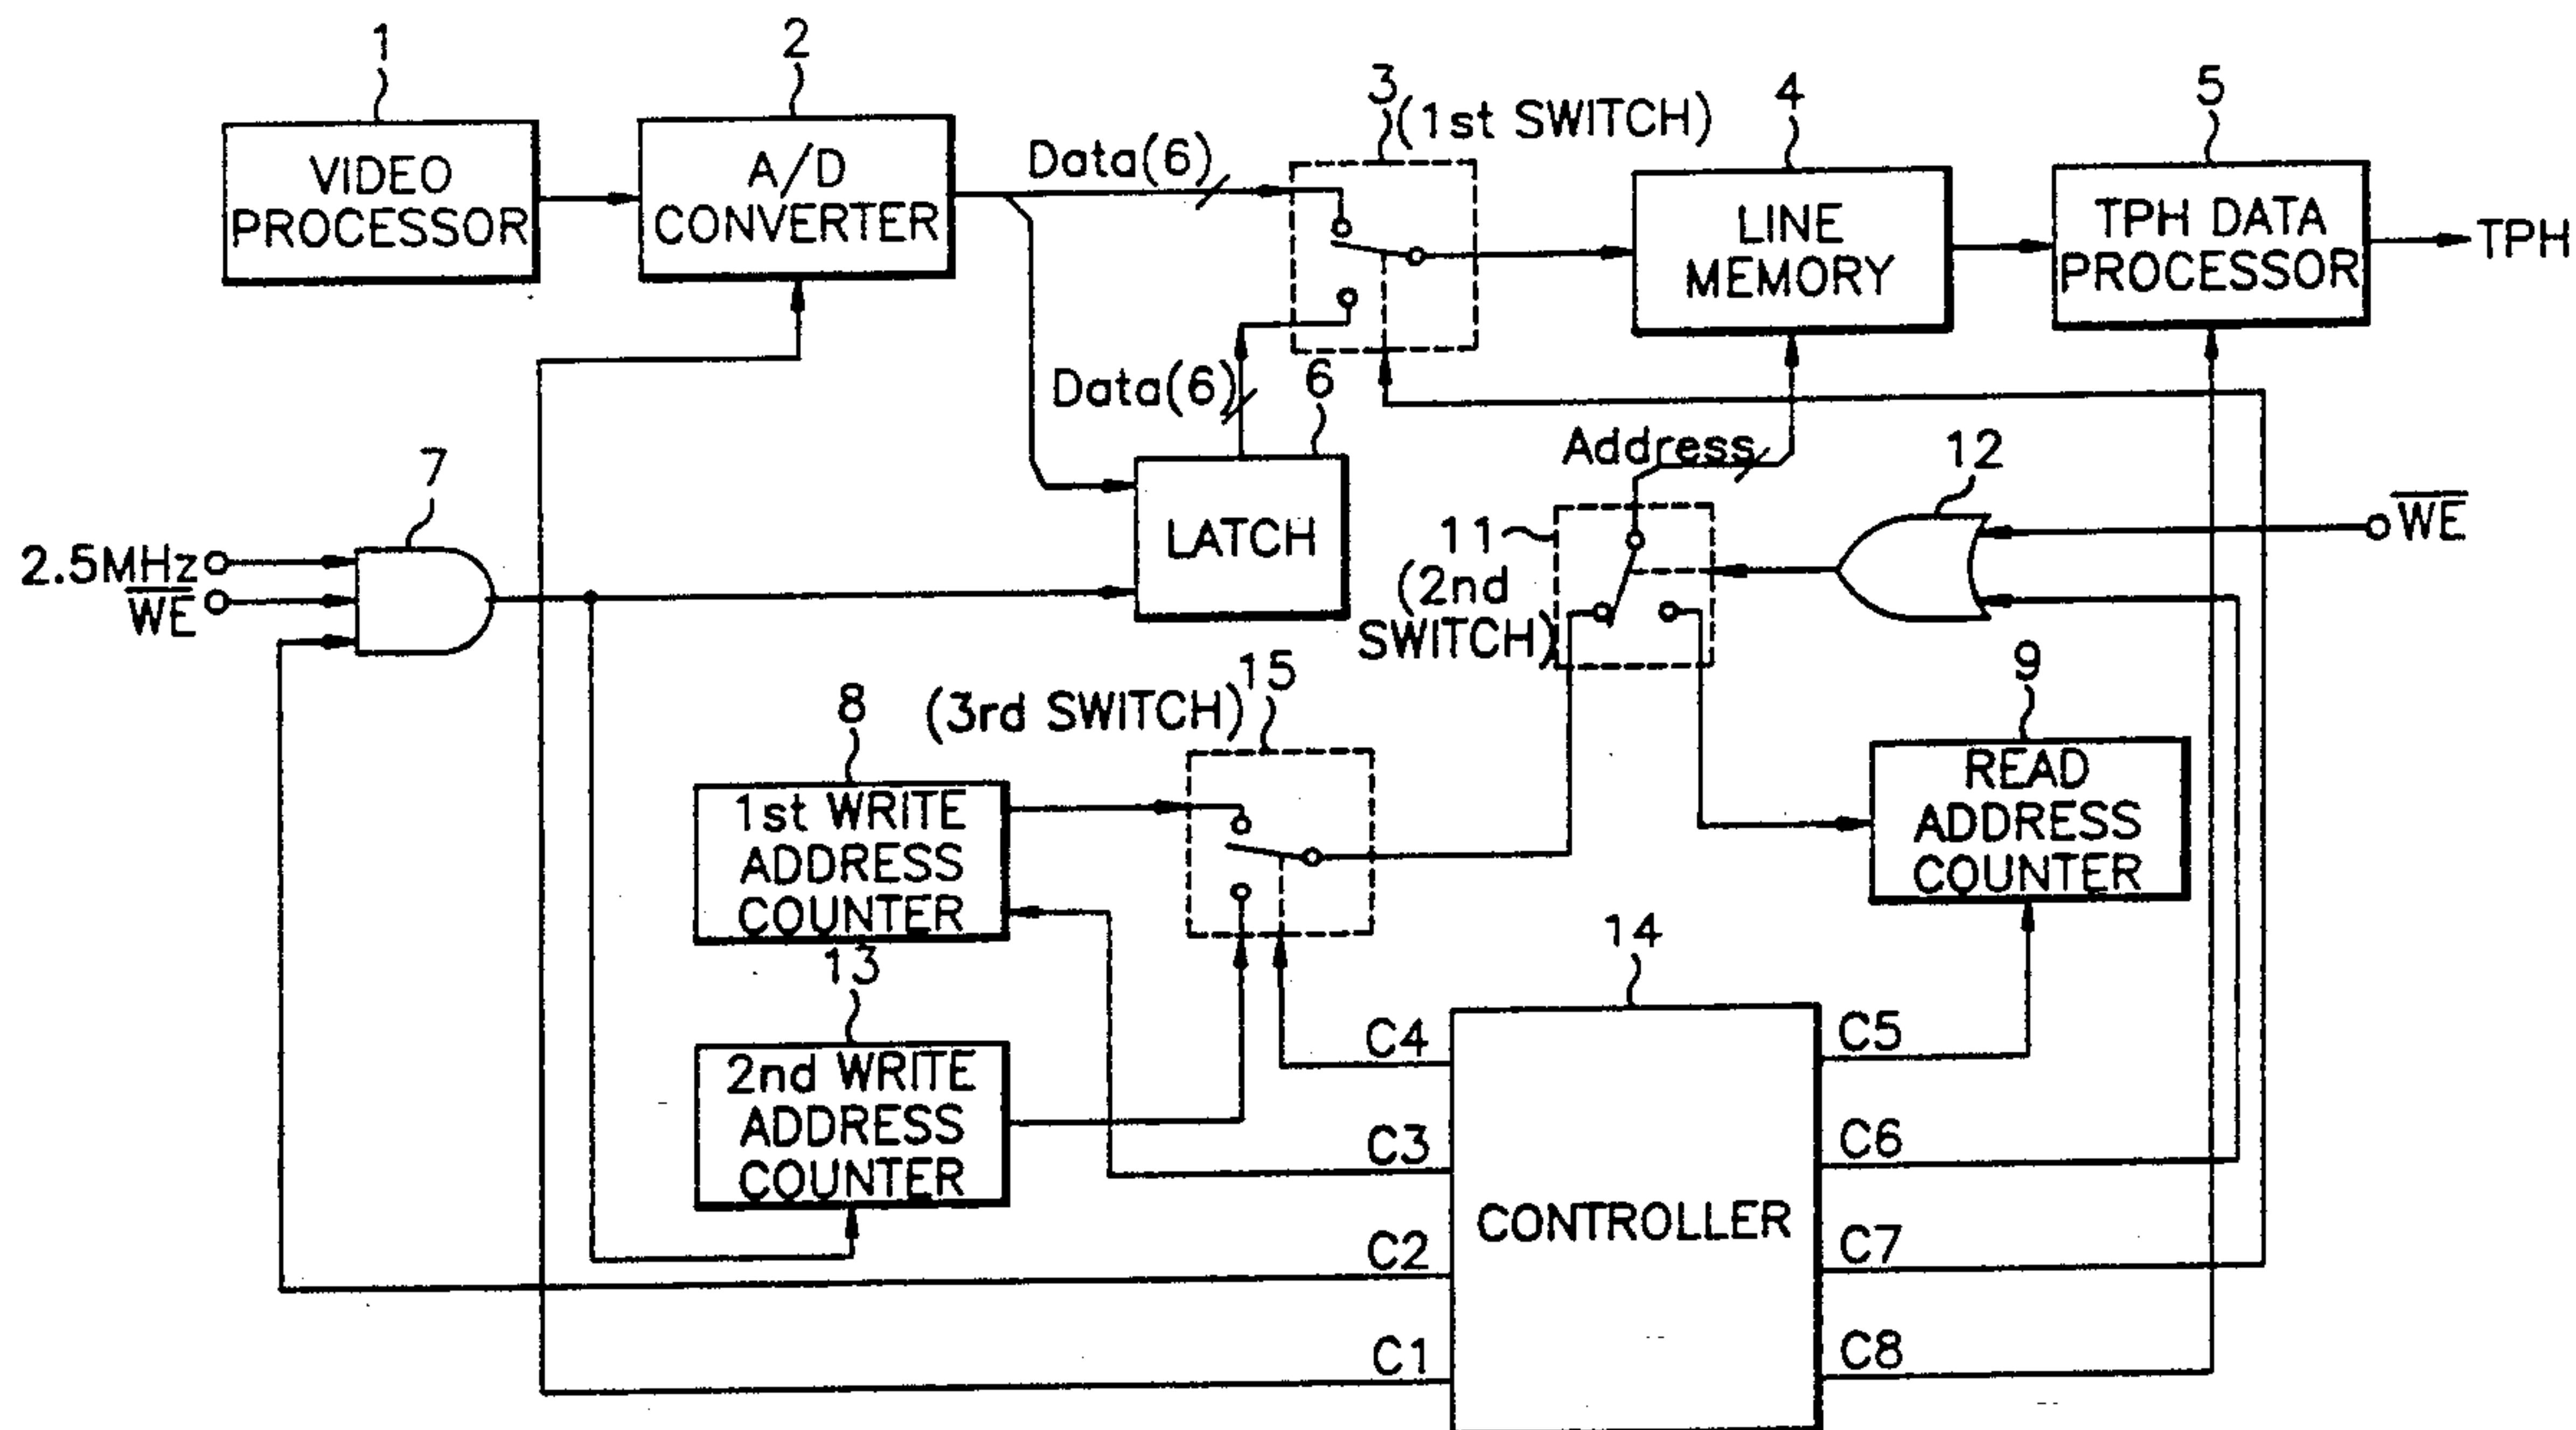 1
VIDEO
PROCESSOR
2
A/D
CONVERTER
Data(6)
3
(1st SWITCH)
4
LINE
MEMORY
5
TPH DATA
PROCESSOR
TPH
Data(6)
6
LATCH
7
2.5MHz
W̅E̅
Address
11
(2nd
SWITCH)
12
W̅E̅
8
1st WRITE
ADDRESS
COUNTER
(3rd SWITCH)
15
9
READ
ADDRESS
COUNTER
13
2nd WRITE
ADDRESS
COUNTER
14
CONTROLLER
C4
C3
C2
C1
C5
C6
C7
C8